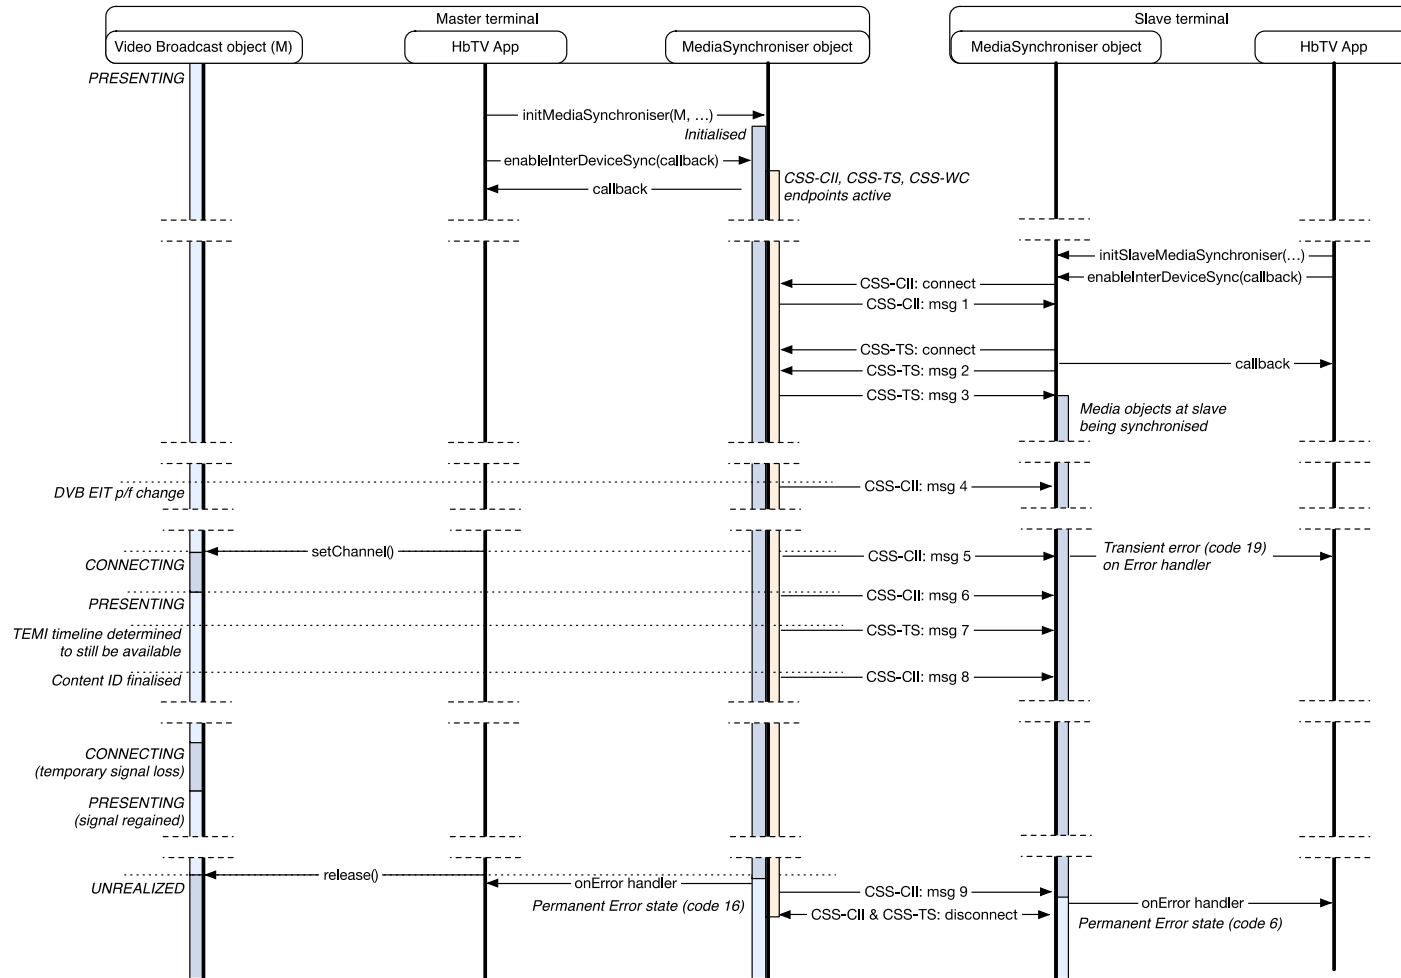 Master terminal
Slave terminal
Video Broadcast object (M)
HbTV App
MediaSynchroniser object
MediaSynchroniser object
HbTV App
PRESENTING
initMediaSynchroniser(M, ...)
Initialised
enableInterDeviceSync(callback)
callback
CSS-CII, CSS-TS, CSS-WC
endpoints active
initSlaveMediaSynchroniser(...)
enableInterDeviceSync(callback)
CSS-CII: connect
CSS-CII: msg 1
CSS-TS: connect
callback
CSS-TS: msg 2
CSS-TS: msg 3
Media objects at slave
being synchronised
DVB EIT p/f change
CSS-CII: msg 4
setChannel()
CONNECTING
CSS-CII: msg 5
Transient error (code 19)
on Error handler
PRESENTING
CSS-CII: msg 6
TEMI timeline determined
to still be available
CSS-TS: msg 7
Content ID finalised
CSS-CII: msg 8
CONNECTING
(temporary signal loss)
PRESENTING
(signal regained)
UNREALIZED
release()
onError handler
Permanent Error state (code 16)
CSS-CII: msg 9
CSS-CII & CSS-TS: disconnect
onError handler
Permanent Error state (code 6)